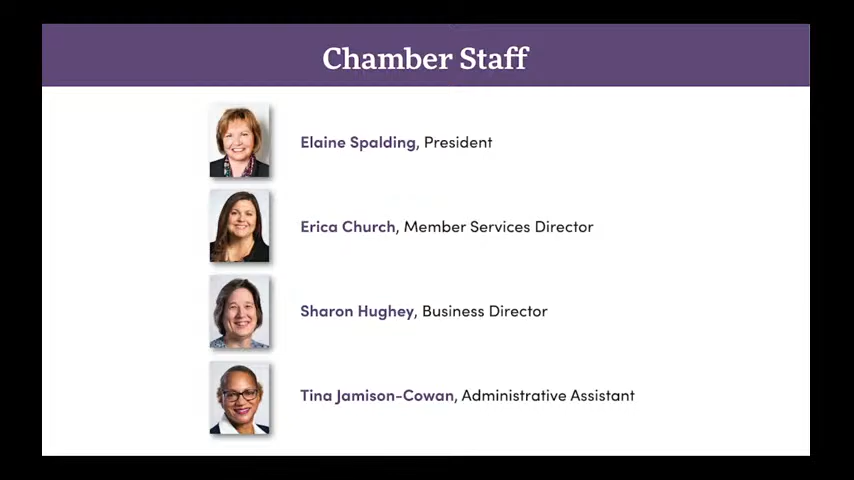 Chamber Staff
Elaine Spalding, President
Erica Church, Member Services Director
Sharon Hughey, Business Director
Tina Jamison-Cowan, Administrative Assistant